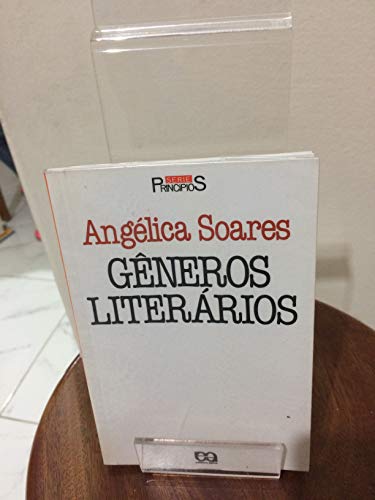 SÉRIE
PRINCÍPIOS
Angélica Soares
GÊNEROS
LITERÁRIOS